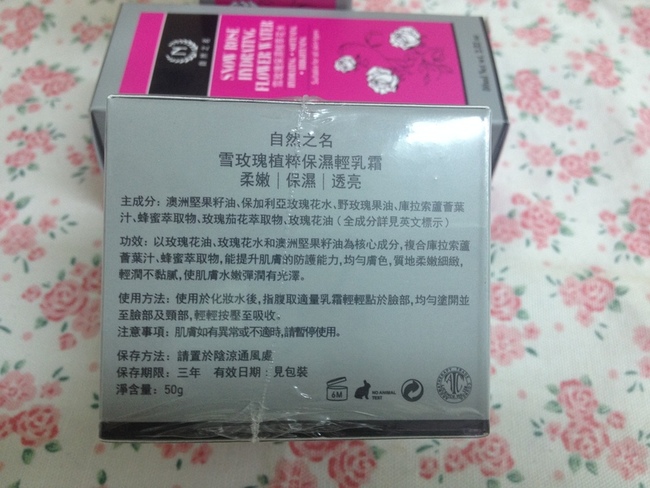 SNOW ROSE
HYDRATING
FLOWER WATER
自然之名
雪玫瑰植粹保濕輕乳霜
柔嫩｜保濕｜透亮
主成分：澳洲堅果籽油、保加利亞玫瑰花水、野玫瑰果油、庫拉索蘆薈葉
汁、蜂蜜萃取物、玫瑰茄花萃取物、玫瑰花油（全成分詳見英文標示）
功效：以玫瑰花油、玫瑰花水和澳洲堅果籽油為核心成分，複合庫拉索蘆
薈葉汁、蜂蜜萃取物，能提升肌膚的防護能力，均勻膚色，質地柔嫩細緻，
輕潤不黏膩，使肌膚水嫩彈潤有光澤。
使用方法：使用於化妝水後，指腹取適量乳霜輕輕點於臉部，均勻塗開並
至臉部及頸部，輕輕按壓至吸收。
注意事項：肌膚如有異常或不適時，請暫停使用。
保存方法：請置於陰涼通風處
保存期限：三年 有效日期：見包裝
淨含量：50g
6M
NO ANIMAL
TEST